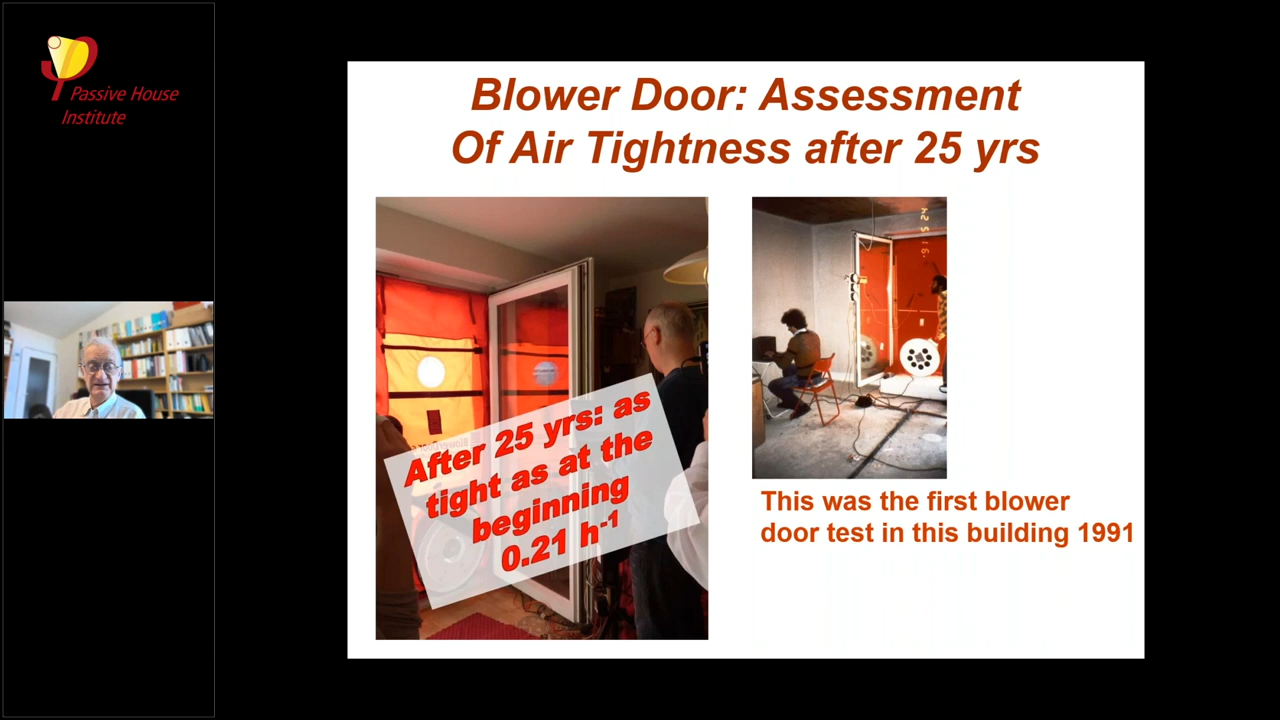 Passive House
Institute
Blower Door: Assessment
Of Air Tightness after 25 yrs
After 25 yrs: as
tight as at the
beginning
0.21 h⁻¹
This was the first blower
door test in this building 1991